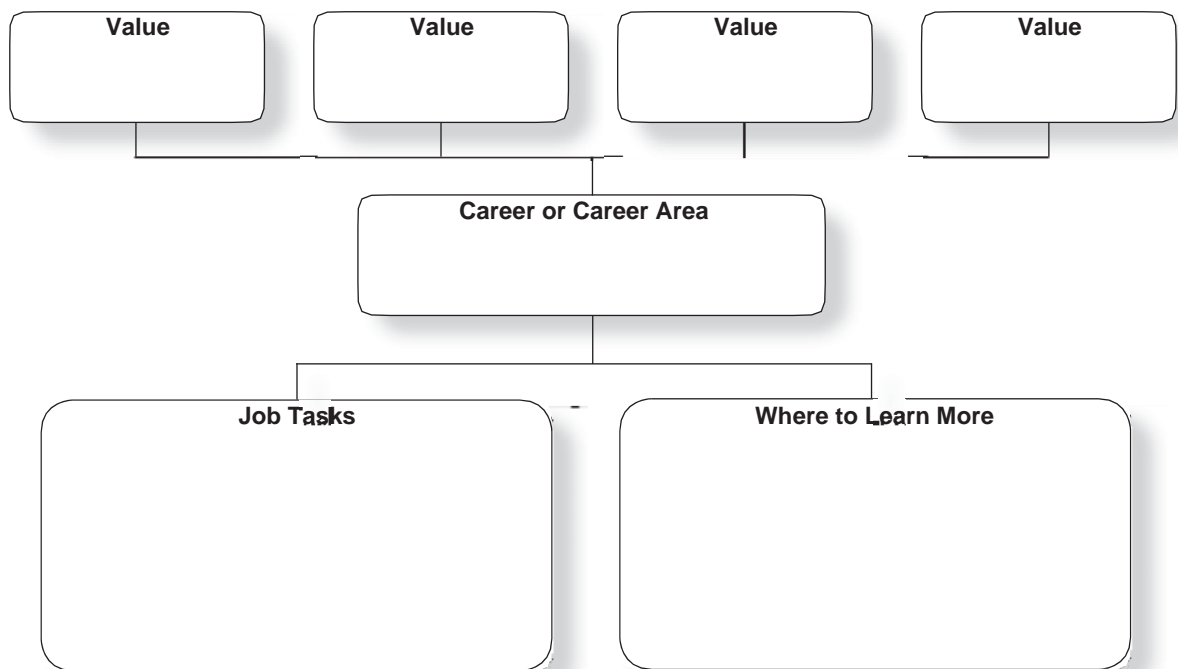 Value
Value
Value
Value
Career or Career Area
Job Tasks
Where to Learn More